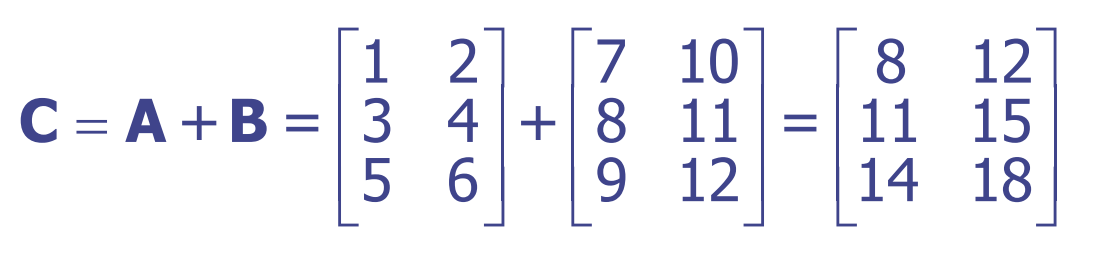 1 2 7 10 8 12
C = A + B = 3 4 + 8 11 = 11 15
5 6 9 12 14 18